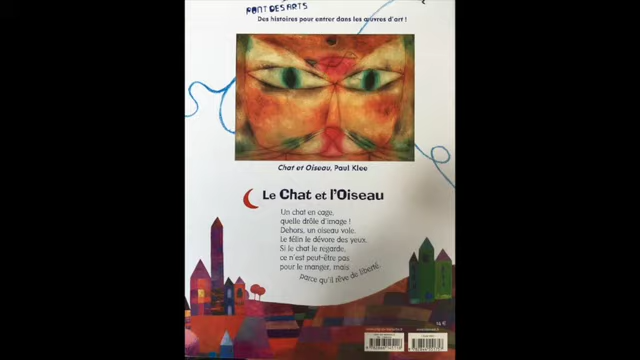 PONT DES ARTS
Des histoires pour entrer dans les œuvres d'art !
Chat et Oiseau, Paul Klee
Le Chat et l'Oiseau
Un chat en cage,
quelle drôle d'image !
Dehors, un oiseau vole.
Le félin le dévore des yeux.
Si le chat le regarde,
ce n'est peut-être pas
pour le manger, mais
parce qu'il rêve de liberté.
14 €